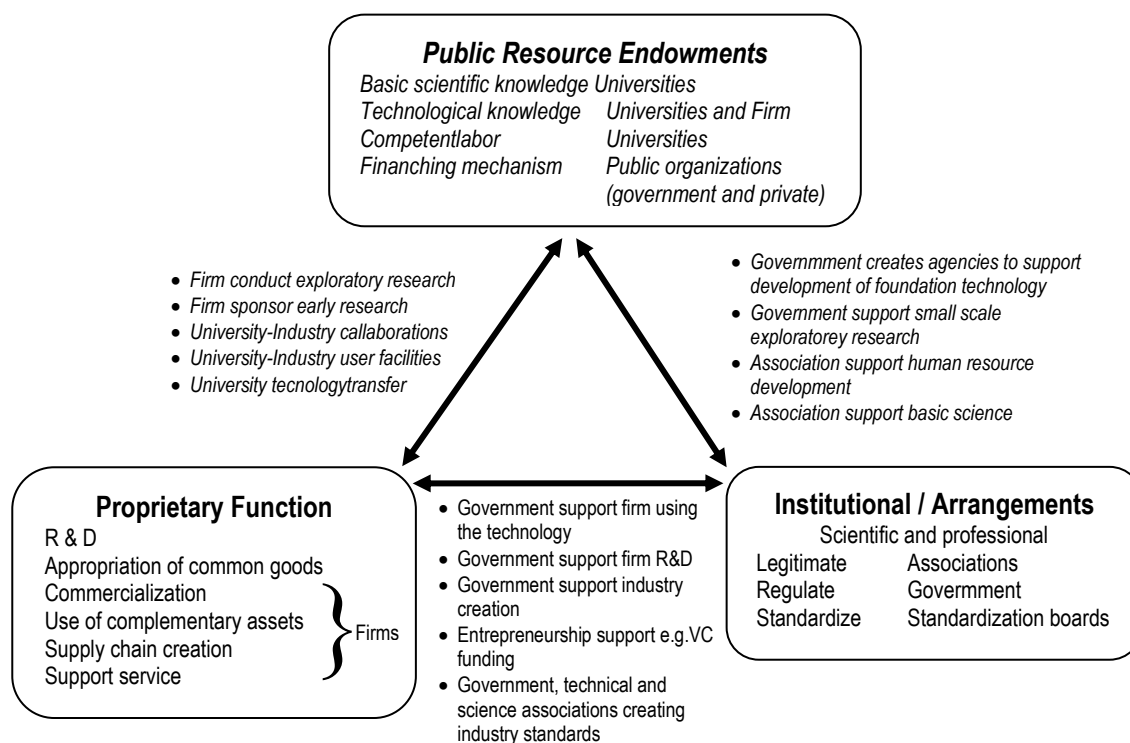 Public Resource Endowments
Basic scientific knowledge Universities
Technological knowledge Universities and Firm
Competentlabor Universities
Finanching mechanism Public organizations
(government and private)
• Firm conduct exploratory research
• Firm sponsor early research
• University-Industry callaborations
• University-Industry user facilities
• University tecnologytransfer
• Governmment creates agencies to support
development of foundation technology
• Government support small scale
exploratorey research
• Association support human resource
development
• Association support basic science
Proprietary Function
R & D
Appropriation of common goods
Commercialization
Use of complementary assets
Supply chain creation
Support service
Firms
• Government support firm using
the technology
• Government support firm R&D
• Government support industry
creation
• Entrepreneurship support e.g.VC
funding
• Government, technical and
science associations creating
industry standards
Institutional / Arrangements
Scientific and professional
Legitimate Associations
Regulate Government
Standardize Standardization boards